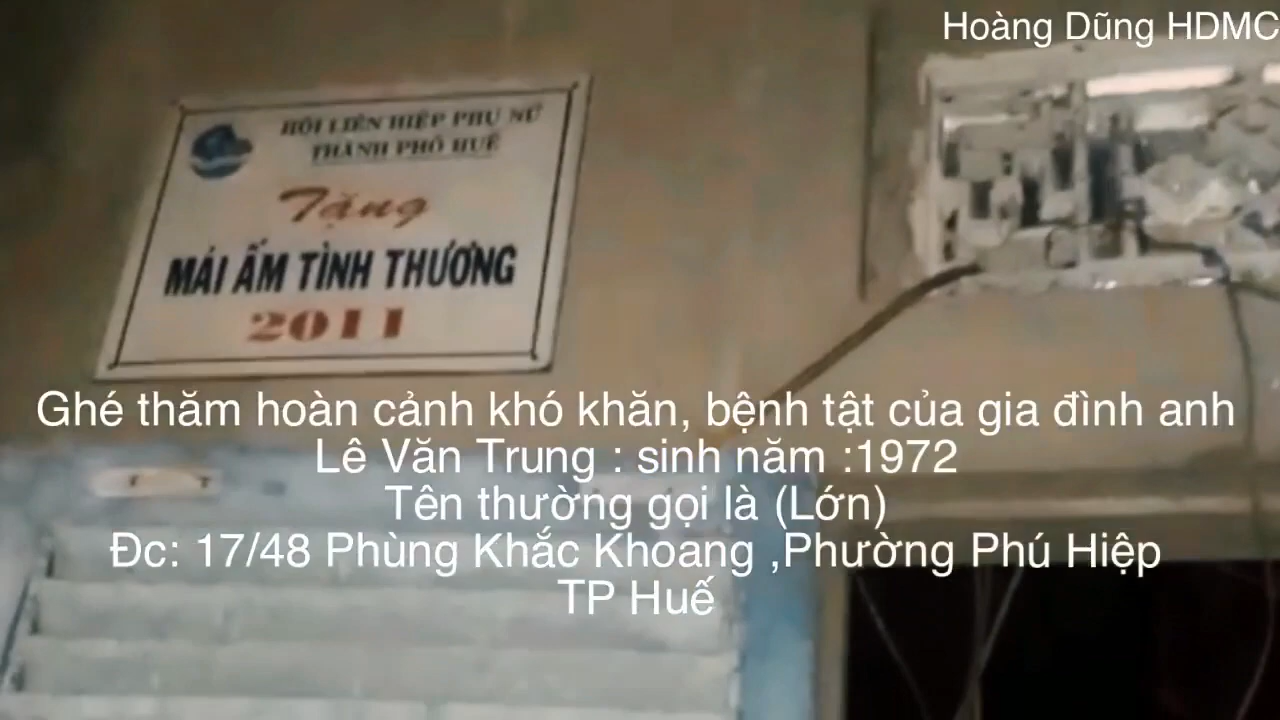 Hoàng Dũng HDMC
HỘI LIÊN HIỆP PHỤ NỮ
THÀNH PHỐ HUẾ
Tặng
MÁI ẤM TÌNH THƯƠNG
2011
Ghé thăm hoàn cảnh khó khăn, bệnh tật của gia đình anh
Lê Văn Trung : sinh năm :1972
Tên thường gọi là (Lớn)
Đc: 17/48 Phùng Khắc Khoang ,Phường Phú Hiệp
TP Huế